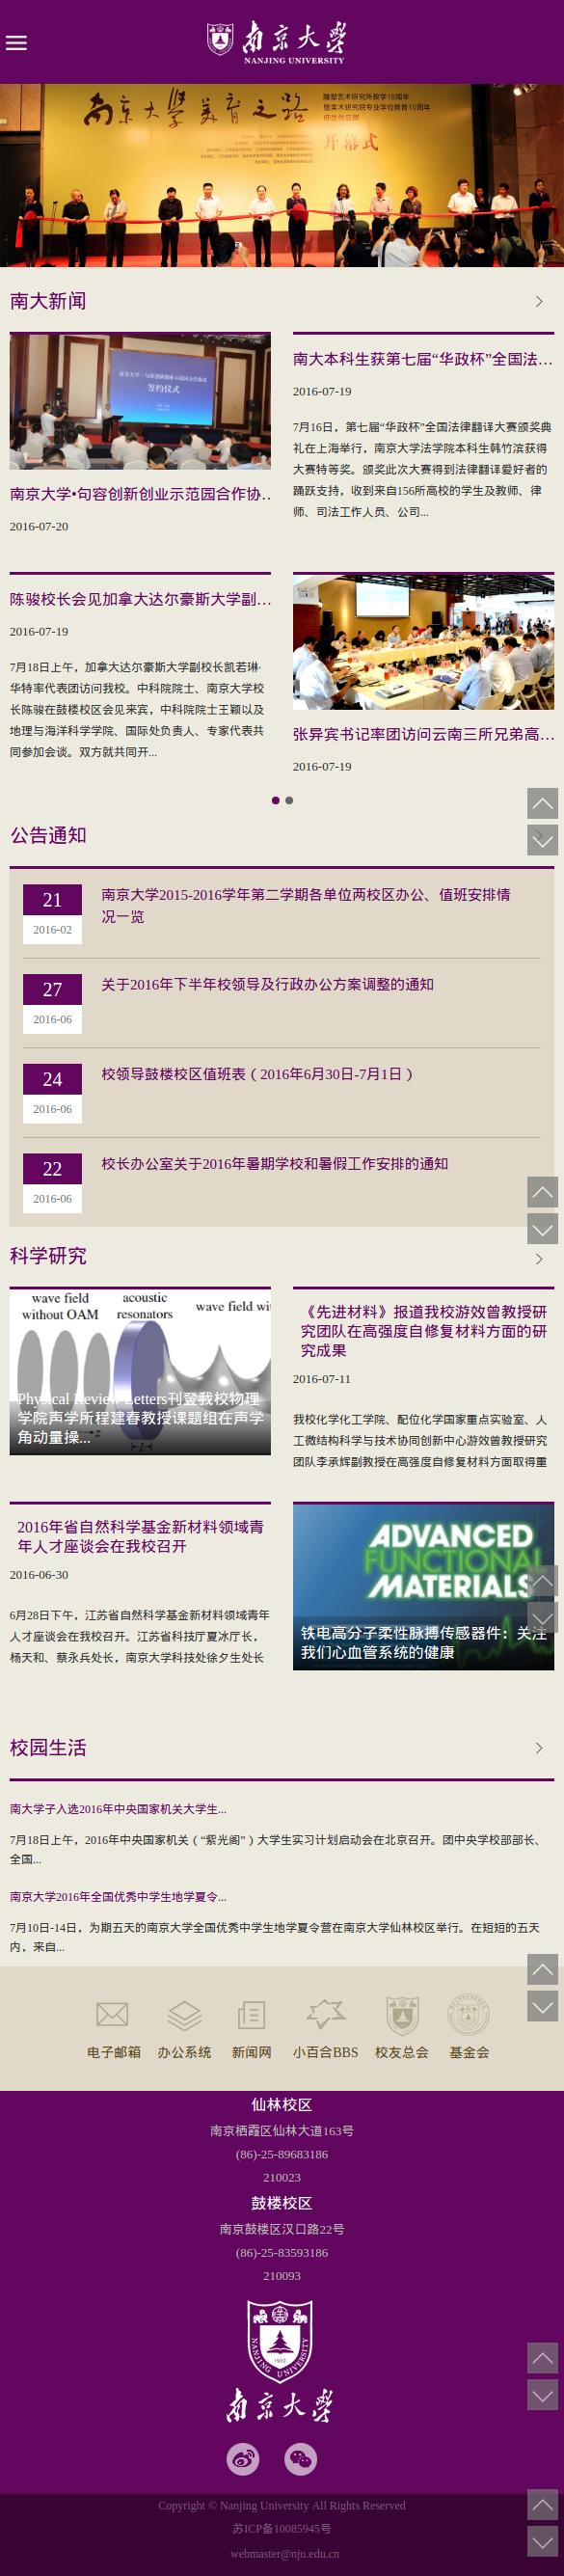 南京大学
NANJING UNIVERSITY
南京大學美育之路
雕塑艺术研究所教学10周年
暨美术研究院专业学位教育10周年
师生作品展
开幕式
南大新闻
签约仪式
南京大学•句容创新创业示范园合作协...
2016-07-20
南大本科生获第七届“华政杯”全国法...
2016-07-19
7月16日，第七届“华政杯”全国法律翻译大赛颁奖典
礼在上海举行，南京大学法学院本科生韩竹滨获得
大赛特等奖。颁奖此次大赛得到法律翻译爱好者的
踊跃支持，收到来自156所高校的学生及教师、律
师、司法工作人员、公司...
陈骏校长会见加拿大达尔豪斯大学副...
2016-07-19
7月18日上午，加拿大达尔豪斯大学副校长凯若琳·
华特率代表团访问我校。中科院院士、南京大学校
长陈骏在鼓楼校区会见来宾，中科院院士王颖以及
地理与海洋科学学院、国际处负责人、专家代表共
同参加会谈。双方就共同开...
张异宾书记率团访问云南三所兄弟高...
2016-07-19
公告通知
21
2016-02
南京大学2015-2016学年第二学期各单位两校区办公、值班安排情
况一览
27
2016-06
关于2016年下半年校领导及行政办公方案调整的通知
24
2016-06
校领导鼓楼校区值班表（2016年6月30日-7月1日）
22
2016-06
校长办公室关于2016年暑期学校和暑假工作安排的通知
科学研究
wave field
without OAM
acoustic
resonators
wave field wi
Physical Review Letters刊登我校物理
学院声学所程建春教授课题组在声学
角动量操...
《先进材料》报道我校游效曾教授研
究团队在高强度自修复材料方面的研
究成果
2016-07-11
我校化学化工学院、配位化学国家重点实验室、人
工微结构科学与技术协同创新中心游效曾教授研究
团队李承辉副教授在高强度自修复材料方面取得重
2016年省自然科学基金新材料领域青
年人才座谈会在我校召开
2016-06-30
6月28日下午，江苏省自然科学基金新材料领域青年
人才座谈会在我校召开。江苏省科技厅夏冰厅长，
杨天和、蔡永兵处长，南京大学科技处徐夕生处长
ADVANCED
FUNCTIONAL
MATERIALS
铁电高分子柔性脉搏传感器件：关注
我们心血管系统的健康
校园生活
南大学子入选2016年中央国家机关大学生...
7月18日上午，2016年中央国家机关（“紫光阁”）大学生实习计划启动会在北京召开。团中央学校部部长、
全国...
南京大学2016年全国优秀中学生地学夏令...
7月10日-14日，为期五天的南京大学全国优秀中学生地学夏令营在南京大学仙林校区举行。在短短的五天
内，来自...
电子邮箱
办公系统
新闻网
小百合BBS
校友总会
基金会
仙林校区
南京栖霞区仙林大道163号
(86)-25-89683186
210023
鼓楼校区
南京鼓楼区汉口路22号
(86)-25-83593186
210093
1902
NANJING UNIVERSITY
南京大学
Copyright © Nanjing University All Rights Reserved
苏ICP备10085945号
webmaster@nju.edu.cn